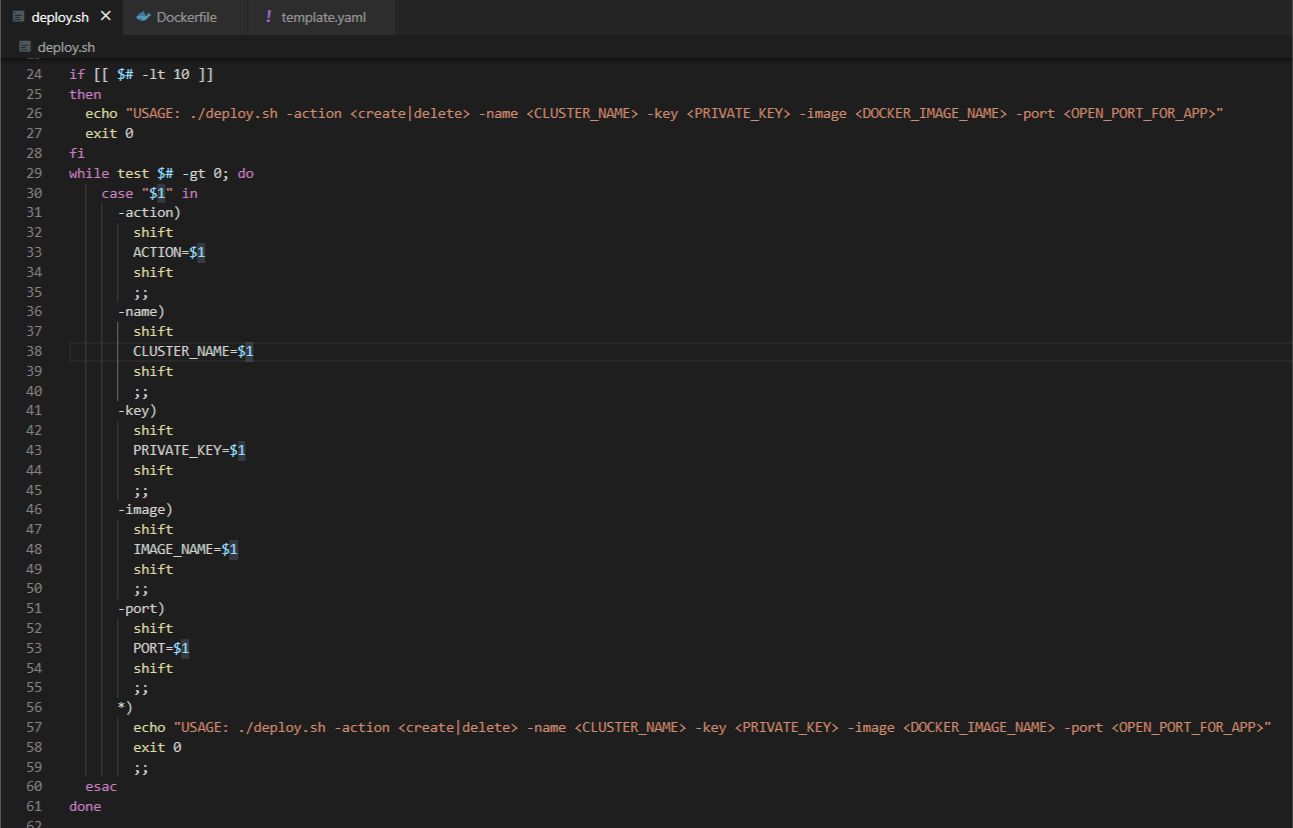 deploy.sh Dockerfile ! template.yaml
deploy.sh
24 if [[ $# -lt 10 ]]
25 then
26 echo "USAGE: ./deploy.sh -action <create|delete> -name <CLUSTER_NAME> -key <PRIVATE_KEY> -image <DOCKER_IMAGE_NAME> -port <OPEN_PORT_FOR_APP>"
27 exit 0
28 fi
29 while test $# -gt 0; do
30 case "$1" in
31 -action)
32 shift
33 ACTION=$1
34 shift
35 ;;
36 -name)
37 shift
38 CLUSTER_NAME=$1
39 shift
40 ;;
41 -key)
42 shift
43 PRIVATE_KEY=$1
44 shift
45 ;;
46 -image)
47 shift
48 IMAGE_NAME=$1
49 shift
50 ;;
51 -port)
52 shift
53 PORT=$1
54 shift
55 ;;
56 *)
57 echo "USAGE: ./deploy.sh -action <create|delete> -name <CLUSTER_NAME> -key <PRIVATE_KEY> -image <DOCKER_IMAGE_NAME> -port <OPEN_PORT_FOR_APP>"
58 exit 0
59 ;;
60 esac
61 done
62